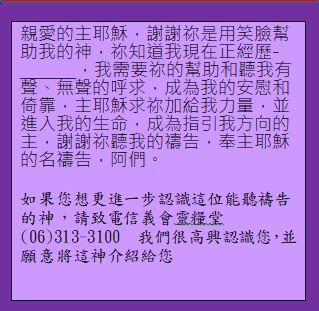 親愛的主耶穌，謝謝祢是用笑臉幫
助我的神，祢知道我現在正經歷-
______，我需要祢的幫助和聽我有
聲、無聲的呼求，成為我的安慰和
倚靠，主耶穌求祢加給我力量，並
進入我的生命，成為指引我方向的
主，謝謝祢聽我的禱告，奉主耶穌
的名禱告，阿們。
如果您想更進一步認識這位能聽禱告
的神，請致電信義會靈糧堂
(06)313-3100 我們很高興認識您，並
願意將這神介紹給您